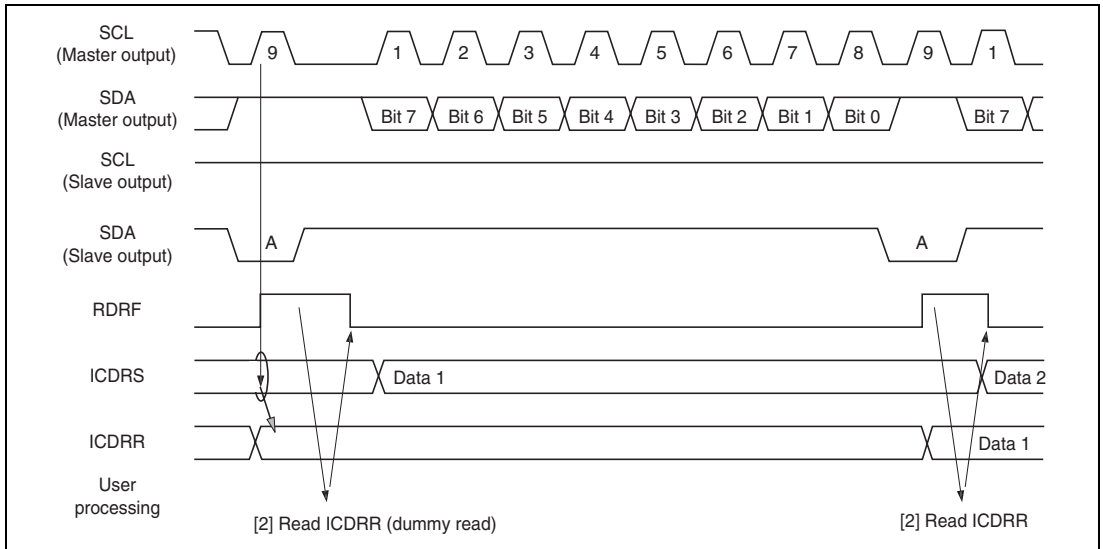 SCL
(Master output)
9 1 2 3 4 5 6 7 8 9 1
SDA
(Master output)
Bit 7 Bit 6 Bit 5 Bit 4 Bit 3 Bit 2 Bit 1 Bit 0 Bit 7
SCL
(Slave output)
SDA
(Slave output)
A A
RDRF
ICDRS
Data 1 Data 2
ICDRR
Data 1
User
processing
[2] Read ICDRR (dummy read) [2] Read ICDRR